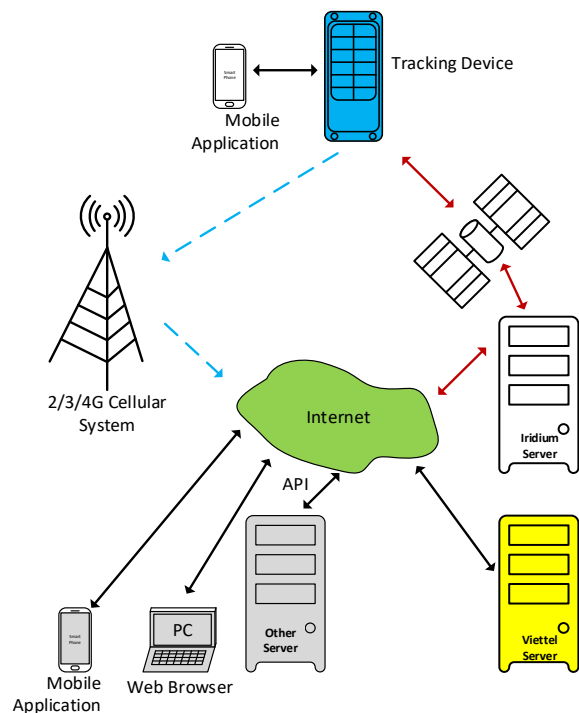 Smart
Phone
Tracking Device
Mobile
Application
2/3/4G Cellular
System
Internet
Iridium
Server
API
PC
Smart
Phone
Other
Server
Viettel
Server
Mobile
Application
Web Browser